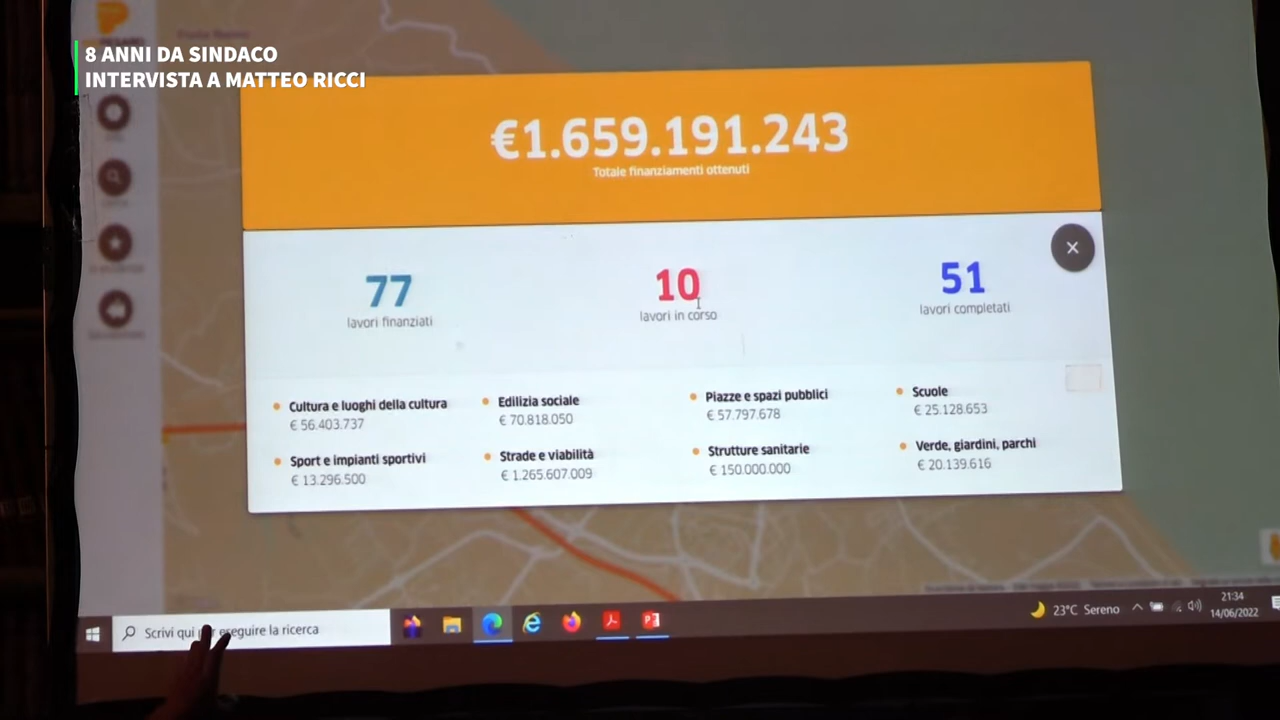 8 ANNI DA SINDACO
INTERVISTA A MATTEO RICCI
€1.659.191.243
Totale finanziamenti ottenuti
77
lavori finanziati
10
lavori in corso
51
lavori completati
Cultura e luoghi della cultura
€ 56.403.737
Edilizia sociale
€ 70.818.050
Piazze e spazi pubblici
€ 57.797.678
Scuole
€ 25.128.653
Sport e impianti sportivi
€ 13.296.500
Strade e viabilità
€ 1.265.607.009
Strutture sanitarie
€ 150.000.000
Verde, giardini, parchi
€ 20.139.616
Scrivi qui per eseguire la ricerca
23°C Sereno
21:34
14/06/2022